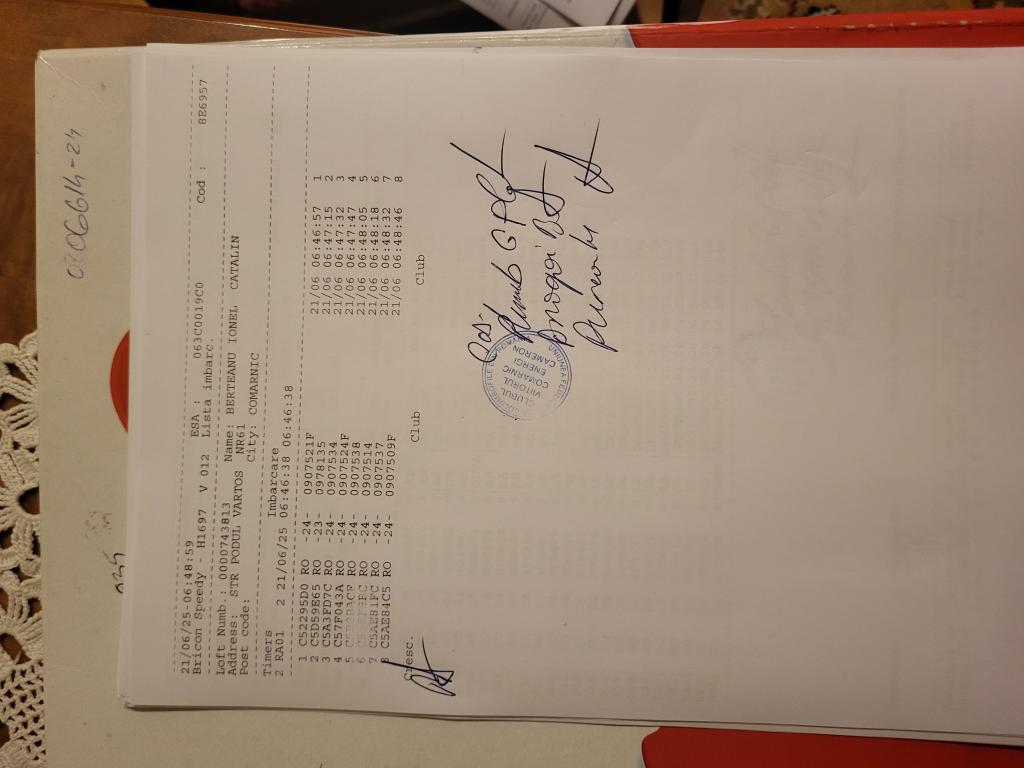 0706614-24
21/06/25-06:48:59
Bricon Speedy - H1697 V 012 ESA : 063C0019C0
Lista imbarc. Cod : 8E6957
Loft Numb.: 0000743813 Name: BERTEANU IONEL CATALIN
Address: STR PODUL VARTOS NR61
Post code: City: COMARNIC
Timers Imbarcare
2 RA01 2 21/06/25 06:46:38 06:46:38
1 C52295D0 RO -24- 0907521F 21/06 06:46:57 1
2 C5D59E65 RO -23- 0978135 21/06 06:47:15 2
3 C5A3FD7C RO -24- 0907534 21/06 06:47:32 3
4 C57F043A RO -24- 0907524F 21/06 06:47:47 4
5 RO -24- 0907538 21/06 06:48:05 5
6 RO -24- 0907514 21/06 06:48:18 6
7 C5AE81FC RO -24- 0907537 21/06 06:48:32 7
8 C5AE84C5 RO -24- 0907509F 21/06 06:48:46 8
Cresc. Club Club
CLUBUL
VIITORUL
COMARNIC
ENERGI
CAMERON